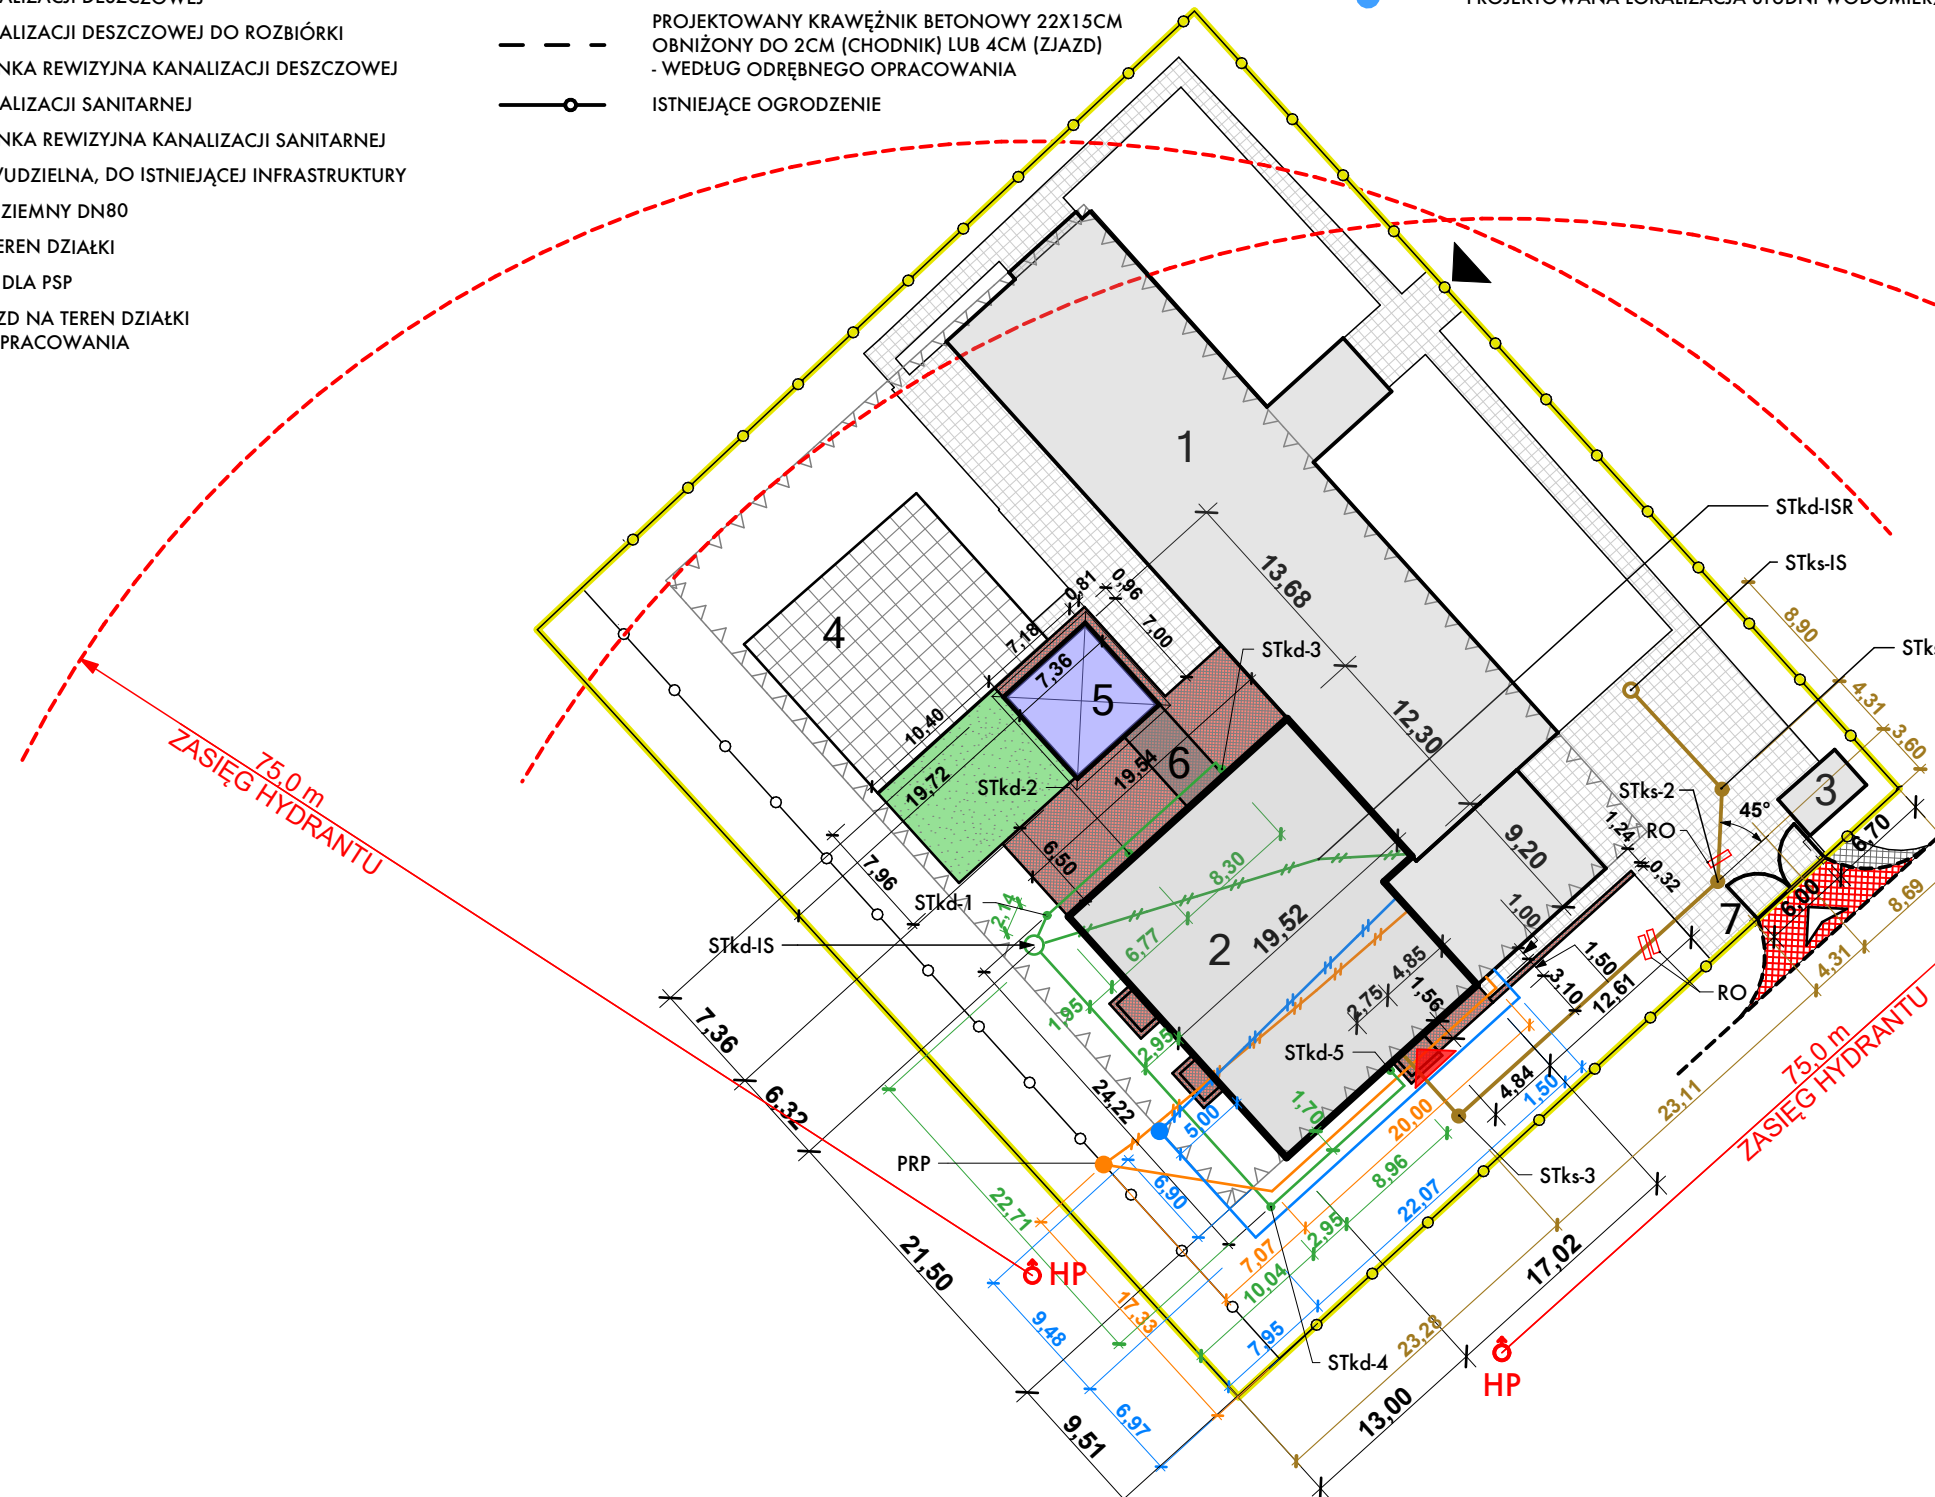 ALIZACJI DESZCZOWEJ
ALIZACJI DESZCZOWEJ DO ROZBIÓRKI
NKA REWIZYJNA KANALIZACJI DESZCZOWEJ
ALIZACJI SANITARNEJ
NKA REWIZYJNA KANALIZACJI SANITARNEJ
/UDZIELNA, DO ISTNIEJĄCEJ INFRASTRUKTURY
ZIEMNY DN80
EREN DZIAŁKI
DLA PSP
ZD NA TEREN DZIAŁKI
PRACOWANIA
PROJEKTOWANY KRAWĘŻNIK BETONOWY 22X15CM
OBNIŻONY DO 2CM (CHODNIK) LUB 4CM (ZJAZD)
- WEDŁUG ODRĘBNEGO OPRACOWANIA
ISTNIEJĄCE OGRODZENIE
PROJEKTOWANA LOKALIZACJA STUDNI WODOMIERZ
1
STkd-ISR
STks-IS
13,68
0,81
0,96
7,00
8,90
4
7,18
7,36
STkd-3
STks
4,31
5
12,30
3,60
10,40
6
19,54
19,72
STkd-2
STks-2
45°
3
RO
1,24
6,70
75,0 m
ZASIĘG HYDRANTU
6,50
8,30
9,20
0,32
7,96
STkd-1
2,14
1,00
6,00
8,69
7
STkd-IS
6,77
2
19,52
4,85
1,50
3,10
12,61
4,31
RO
2,75
1,56
1,95
2,95
STkd-5
75,0 m
ZASIĘG HYDRANTU
7,36
6,32
24,22
5,00
1,70
20,00
4,84
1,50
23,11
PRP
6,90
8,96
STks-3
22,71
22,07
2,95
21,50
HP
7,07
10,04
17,02
9,48
17,33
7,95
23,28
STkd-4
HP
6,97
9,51
13,00